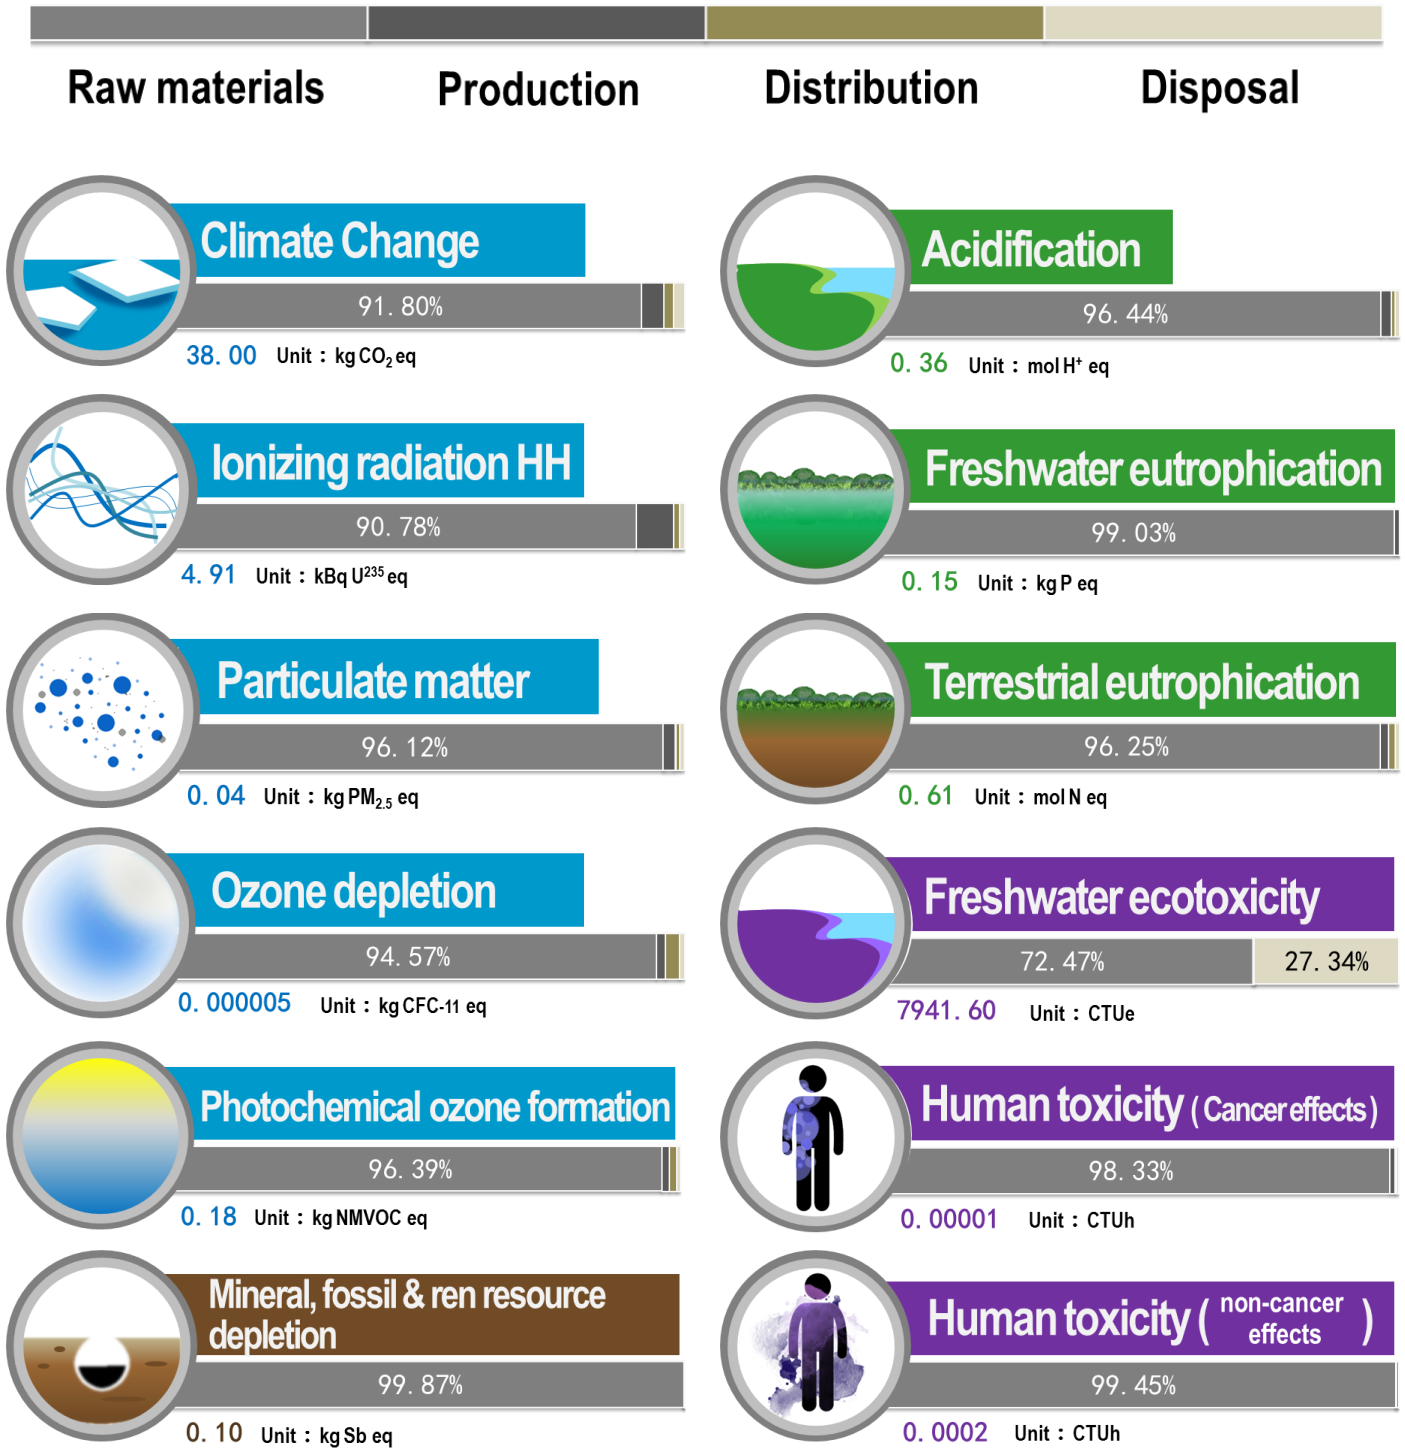 Raw materials
Production
Distribution
Disposal
Climate Change
91. 80%
38. 00 Unit : kg CO₂ eq
Ionizing radiation HH
90. 78%
4. 91 Unit : kBq U²³⁵ eq
Particulate matter
96. 12%
0. 04 Unit : kg PM₂.₅ eq
Ozone depletion
94. 57%
0. 000005 Unit : kg CFC-11 eq
Photochemical ozone formation
96. 39%
0. 18 Unit : kg NMVOC eq
Mineral, fossil & ren resource
depletion
99. 87%
0. 10 Unit : kg Sb eq
Acidification
96. 44%
0. 36 Unit : mol H⁺ eq
Freshwater eutrophication
99. 03%
0. 15 Unit : kg P eq
Terrestrial eutrophication
96. 25%
0. 61 Unit : mol N eq
Freshwater ecotoxicity
72. 47% 27. 34%
7941. 60 Unit : CTUe
Human toxicity ( Cancer effects )
98. 33%
0. 00001 Unit : CTUh
Human toxicity ( non-cancer
effects )
99. 45%
0. 0002 Unit : CTUh